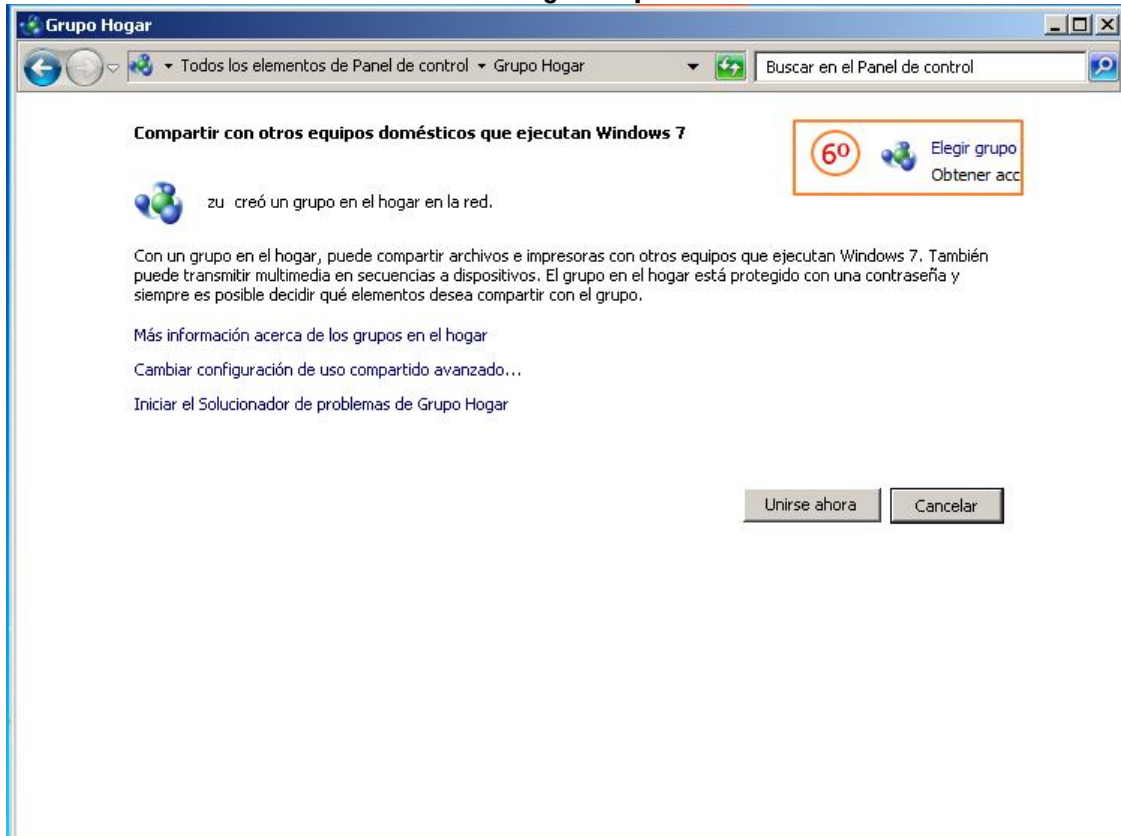 Grupo Hogar
Todos los elementos de Panel de control Grupo Hogar
Buscar en el Panel de control
Compartir con otros equipos domésticos que ejecutan Windows 7
6º
Elegir grupo
Obtener acc
zu creó un grupo en el hogar en la red.
Con un grupo en el hogar, puede compartir archivos e impresoras con otros equipos que ejecutan Windows 7. También
puede transmitir multimedia en secuencias a dispositivos. El grupo en el hogar está protegido con una contraseña y
siempre es posible decidir qué elementos desea compartir con el grupo.
Más información acerca de los grupos en el hogar
Cambiar configuración de uso compartido avanzado...
Iniciar el Solucionador de problemas de Grupo Hogar
Unirse ahora
Cancelar